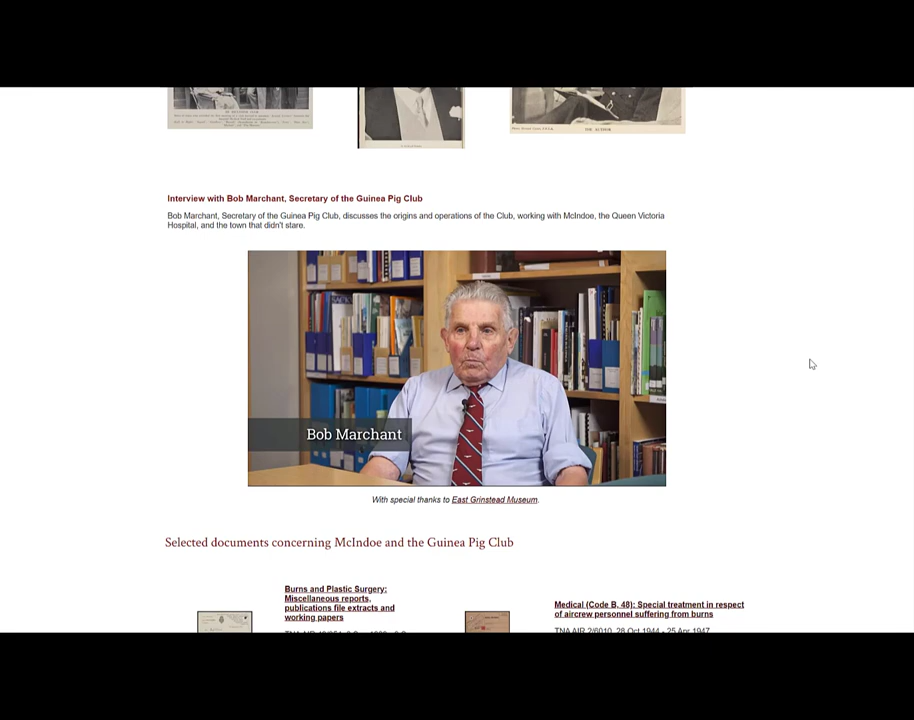 THE AUTHOR
Interview with Bob Marchant, Secretary of the Guinea Pig Club
Bob Marchant, Secretary of the Guinea Pig Club, discusses the origins and operations of the Club, working with McIndoe, the Queen Victoria
Hospital, and the town that didn't stare.
Bob Marchant
With special thanks to East Grinstead Museum.
Selected documents concerning McIndoe and the Guinea Pig Club
Burns and Plastic Surgery:
Miscellaneous reports,
publications file extracts and
working papers
Medical (Code B, 48): Special treatment in respect
of aircrew personnel suffering from burns
TNA AIR 2/6010, 28 Oct 1944 - 25 Apr 1947